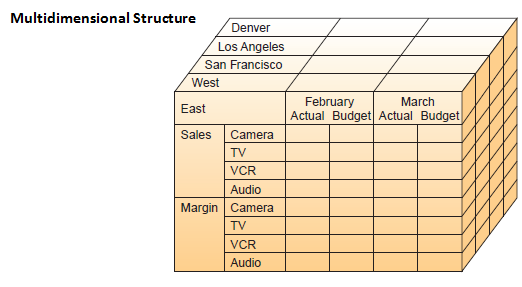 Multidimensional Structure
Denver
Los Angeles
San Francisco
West
East
February March
Actual Budget Actual Budget
Sales Camera
TV
VCR
Audio
Margin Camera
TV
VCR
Audio